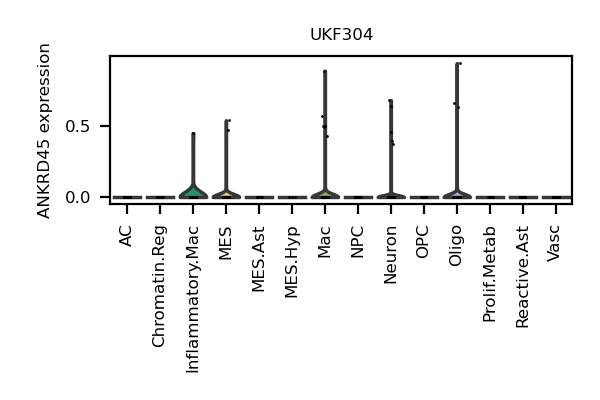 UKF304
ANKRD45 expression
0.5
0.0
AC
Chromatin.Reg
Inflammatory.Mac
MES
MES.Ast
MES.Hyp
Mac
NPC
Neuron
OPC
Oligo
Prolif.Metab
Reactive.Ast
Vasc